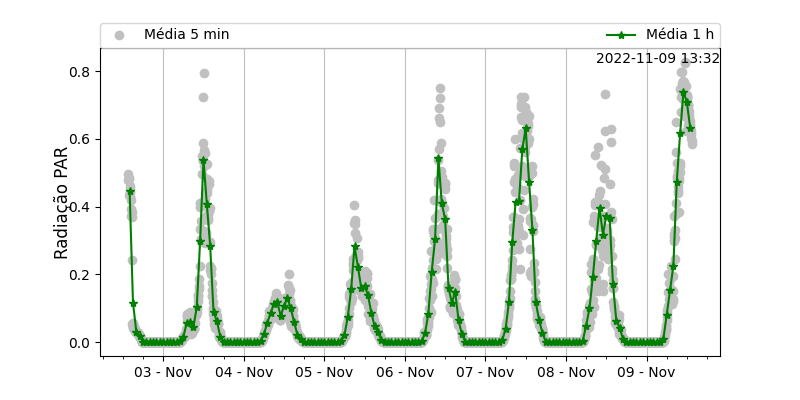 Média 5 min
Média 1 h
2022-11-09 13:32
Radiação PAR
0.8
0.6
0.4
0.2
0.0
03 - Nov
04 - Nov
05 - Nov
06 - Nov
07 - Nov
08 - Nov
09 - Nov